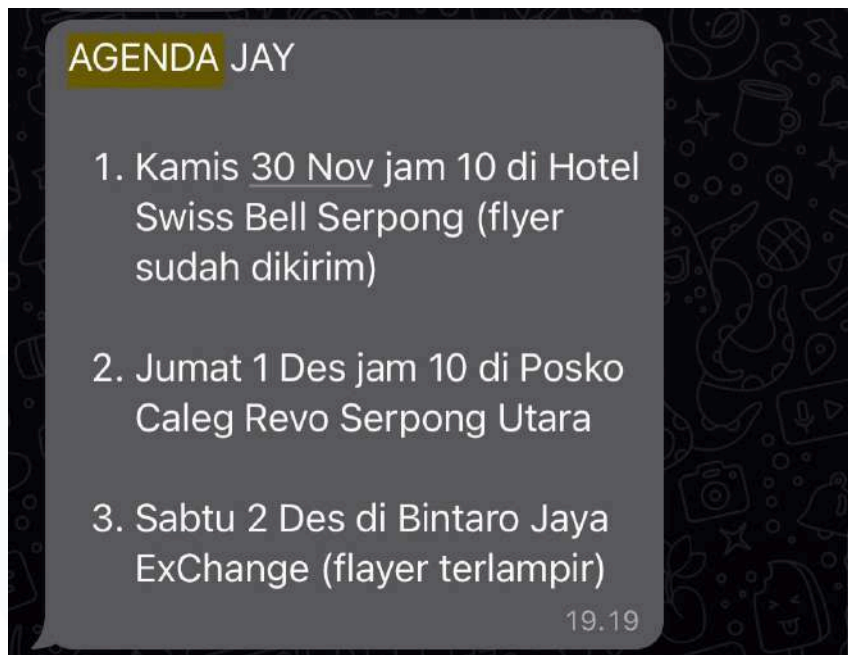 AGENDA JAY
1. Kamis 30 Nov jam 10 di Hotel
Swiss Bell Serpong (flyer
sudah dikirim)
2. Jumat 1 Des jam 10 di Posko
Caleg Revo Serpong Utara
3. Sabtu 2 Des di Bintaro Jaya
ExChange (flayer terlampir)
19.19